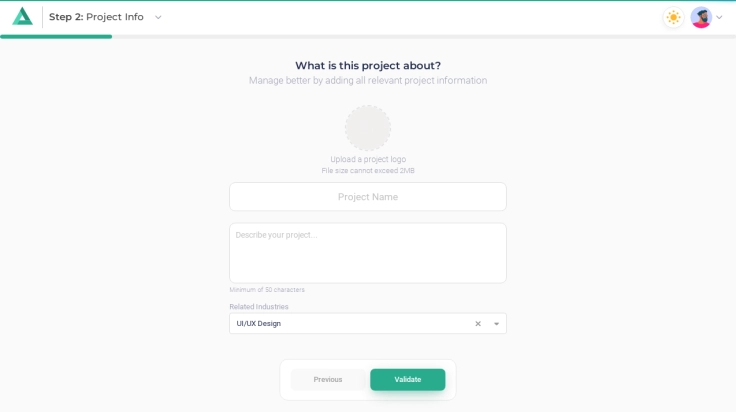 Step 2: Project Info
What is this project about?
Manage better by adding all relevant project information
Upload a project logo
File size cannot exceed 2MB
Project Name
Describe your project...
Minimum of 50 characters
Related Industries
UI/UX Design
Previous
Validate